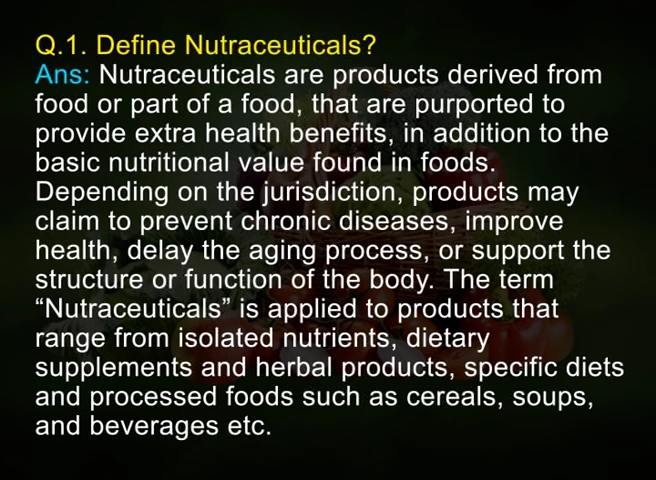 Q.1. Define Nutraceuticals?
Ans: Nutraceuticals are products derived from
food or part of a food, that are purported to
provide extra health benefits, in addition to the
basic nutritional value found in foods.
Depending on the jurisdiction, products may
claim to prevent chronic diseases, improve
health, delay the aging process, or support the
structure or function of the body. The term
“Nutraceuticals” is applied to products that
range from isolated nutrients, dietary
supplements and herbal products, specific diets
and processed foods such as cereals, soups,
and beverages etc.